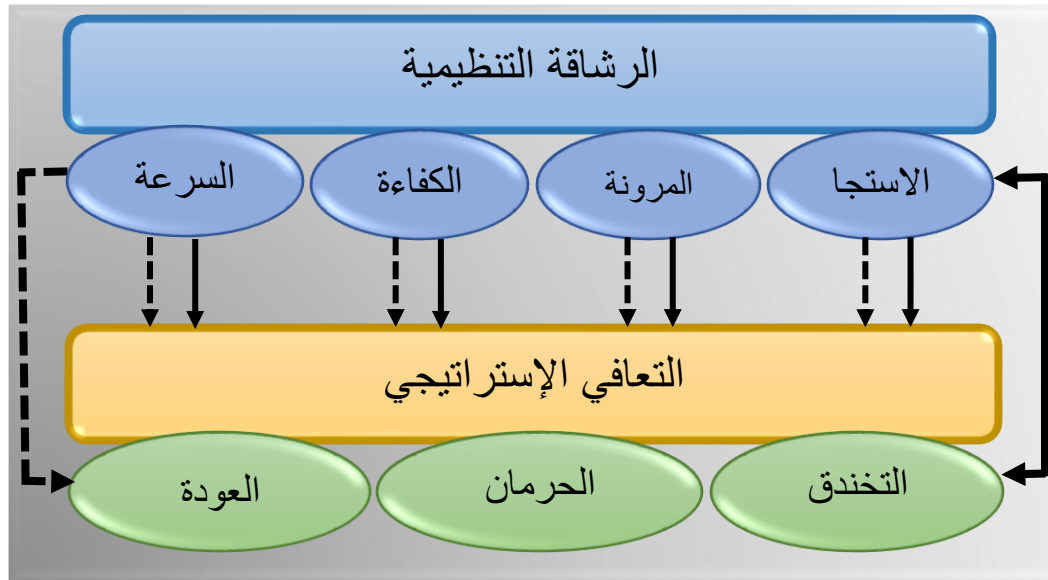 الرشاقة التنظيمية
الاستجا
المرونة
الكفاءة
السرعة
التعافي الإستراتيجي
التخندق
الحرمان
العودة